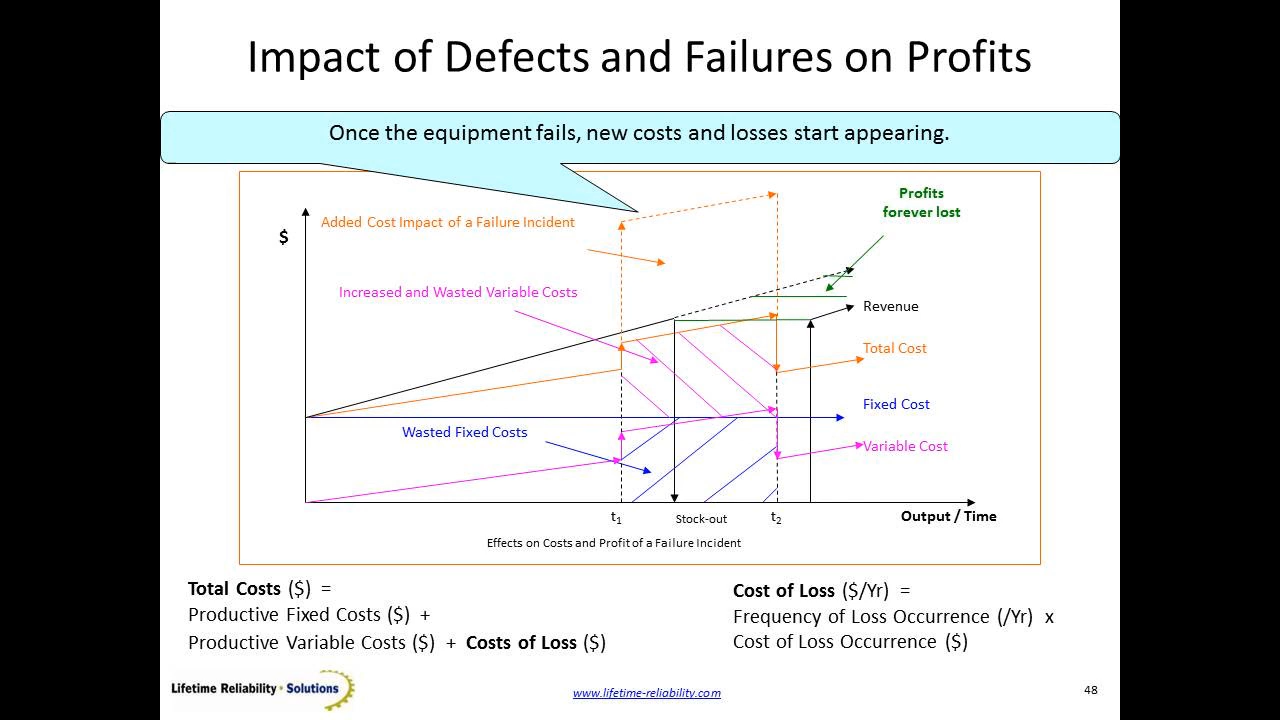 Impact of Defects and Failures on Profits
Once the equipment fails, new costs and losses start appearing.
Profits
forever lost
Added Cost Impact of a Failure Incident
$
Increased and Wasted Variable Costs
Revenue
Total Cost
Fixed Cost
Wasted Fixed Costs
Variable Cost
t1
Stock-out
t2
Output / Time
Effects on Costs and Profit of a Failure Incident
Total Costs ($) =
Productive Fixed Costs ($) +
Productive Variable Costs ($) + Costs of Loss ($)
Cost of Loss ($/Yr) =
Frequency of Loss Occurrence (/Yr) x
Cost of Loss Occurrence ($)
Lifetime Reliability • Solutions
www.lifetime-reliability.com
48